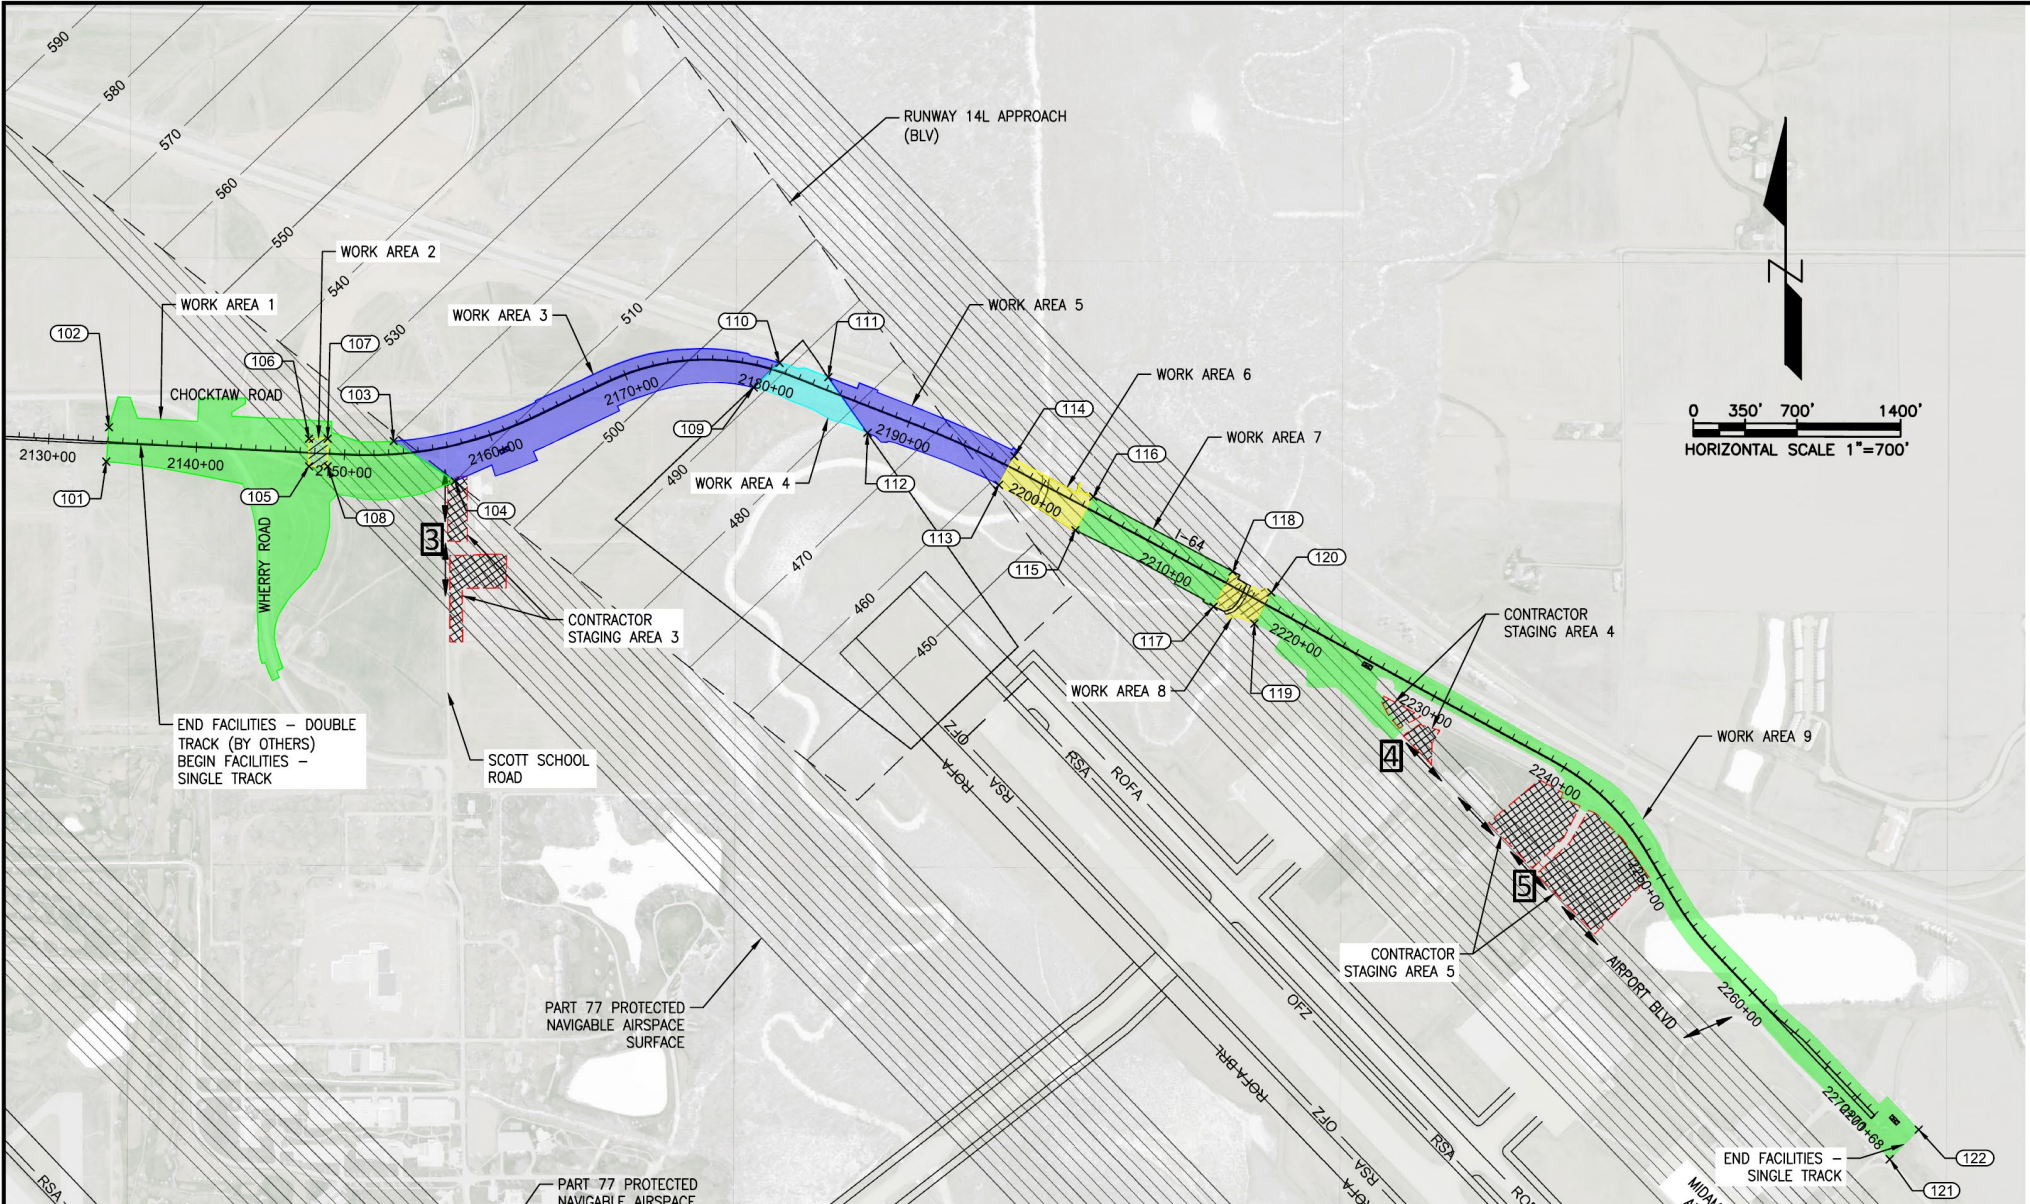 590
580
570
560
550
540
530
510
500
490
480
470
460
450
RUNWAY 14L APPROACH
(BLV)
WORK AREA 2
WORK AREA 1
WORK AREA 3
WORK AREA 5
WORK AREA 6
WORK AREA 7
WORK AREA 4
WORK AREA 8
WORK AREA 9
102
106
107
103
110
111
114
116
118
120
101
105
108
104
109
112
113
115
117
119
122
121
CHOCKTAW ROAD
WHERRY ROAD
2130+00
2140+00
2150+00
2160+00
2170+00
2180+00
2190+00
2200+00
2210+00
2220+00
2230+00
2240+00
2250+00
2260+00
I-64
Z
0 350' 700' 1400'
HORIZONTAL SCALE 1"=700'
3
4
5
CONTRACTOR
STAGING AREA 3
CONTRACTOR
STAGING AREA 4
CONTRACTOR
STAGING AREA 5
END FACILITIES – DOUBLE
TRACK (BY OTHERS)
BEGIN FACILITIES –
SINGLE TRACK
SCOTT SCHOOL
ROAD
PART 77 PROTECTED
NAVIGABLE AIRSPACE
SURFACE
PART 77 PROTECTED
NAVIGABLE AIRSPACE
AIRPORT BLVD
END FACILITIES –
SINGLE TRACK
OFZ
ROFA
RSA
RSA
ROFA
OFZ
ROFA BRL
OFZ
RSA
ROFA
RSA
RSA